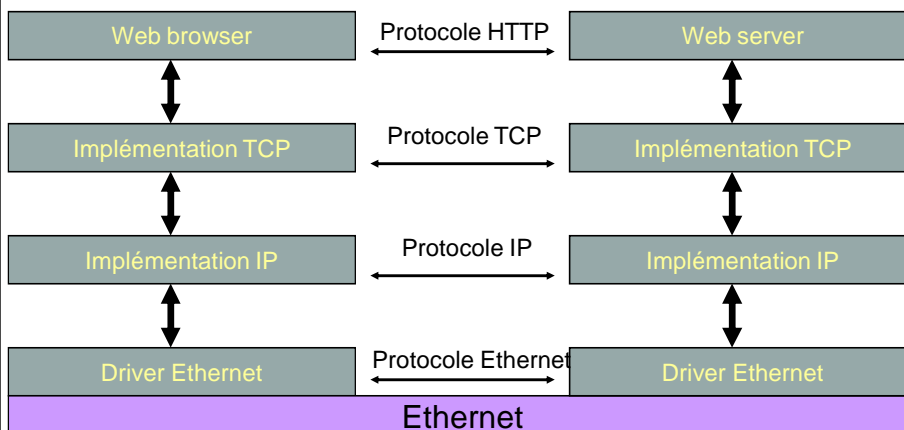 Web browser
Protocole HTTP
Web server
Implémentation TCP
Protocole TCP
Implémentation TCP
Implémentation IP
Protocole IP
Implémentation IP
Driver Ethernet
Protocole Ethernet
Driver Ethernet
Ethernet